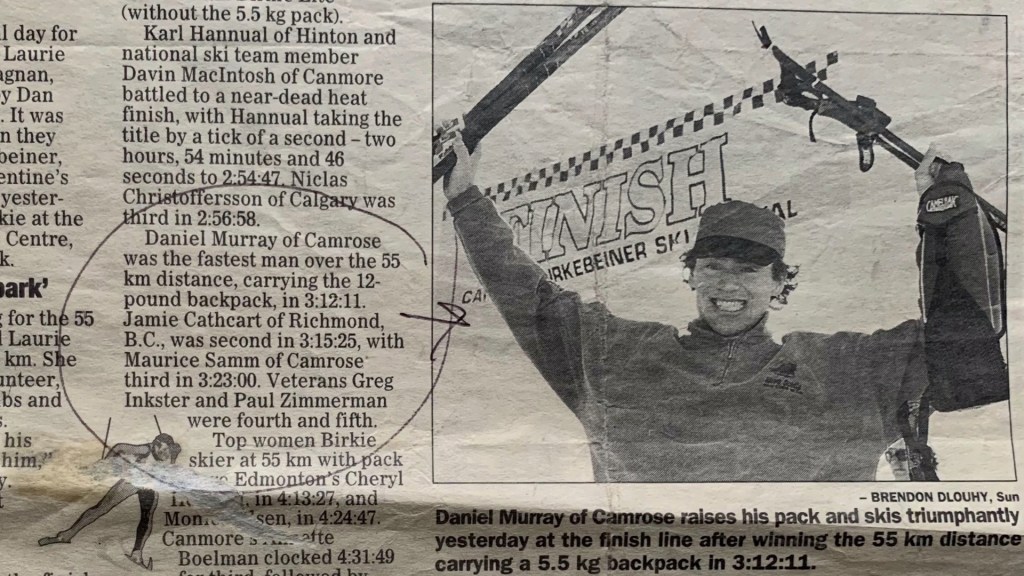 l day for
Laurie
agnan,
y Dan
. It was
n they
beiner,
entine's
yester-
kie at the
Centre,
k.
ark'
g for the 55
l Laurie
km. She
unteer,
bs and
s.
his
him,"
y.
t
(without the 5.5 kg pack).
Karl Hannual of Hinton and
national ski team member
Davin MacIntosh of Canmore
battled to a near-dead heat
finish, with Hannual taking the
title by a tick of a second – two
hours, 54 minutes and 46
seconds to 2:54:47. Niclas
Christoffersson of Calgary was
third in 2:56:58.
Daniel Murray of Camrose
was the fastest man over the 55
km distance, carrying the 12-
pound backpack, in 3:12:11.
Jamie Cathcart of Richmond,
B.C., was second in 3:15:25, with
Maurice Samm of Camrose
third in 3:23:00. Veterans Greg
Inkster and Paul Zimmerman
were fourth and fifth.
Top women Birkie
skier at 55 km with pack
Edmonton's Cheryl
in 4:13:27, and
sen, in 4:24:47.
Canmore
Boelman clocked 4:31:49
for third, followed by
FINISH
IRKEBEINER SKI
AL
CA
CAMELBAK
– BRENDON DLOUHY, Sun
Daniel Murray of Camrose raises his pack and skis triumphantly
yesterday at the finish line after winning the 55 km distance
carrying a 5.5 kg backpack in 3:12:11.